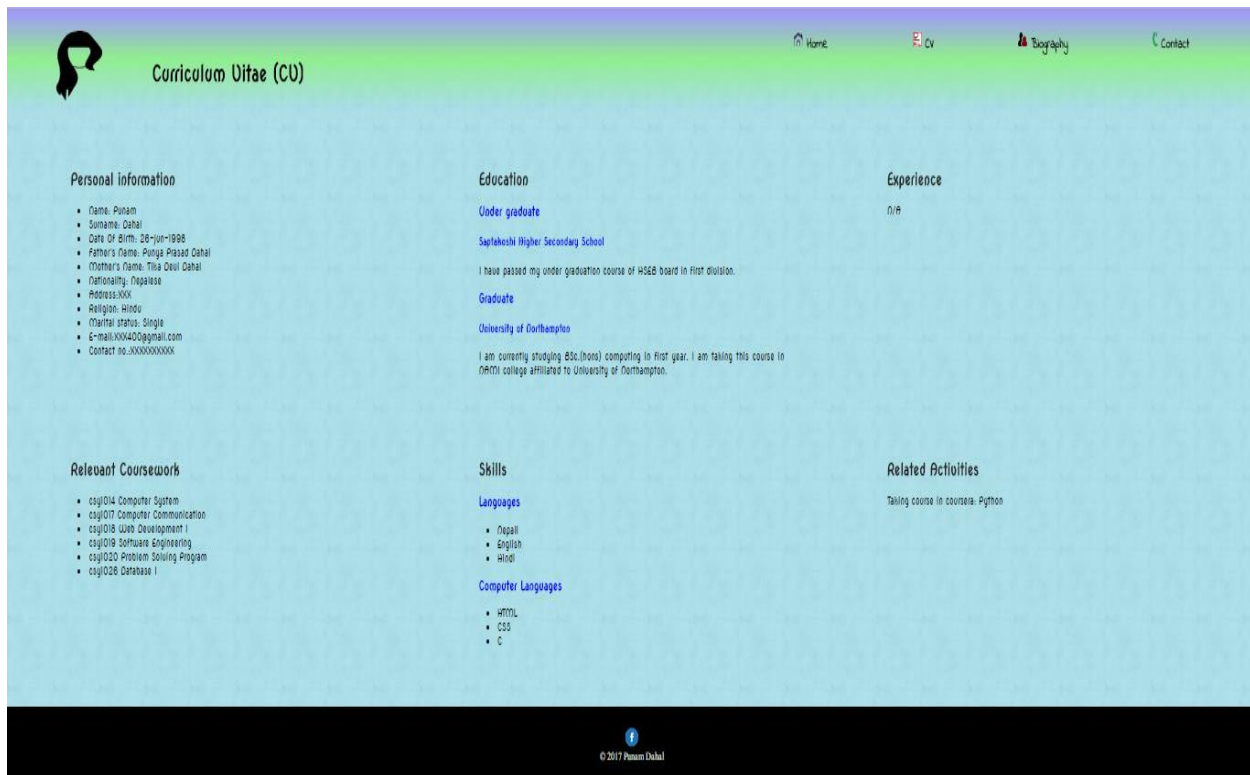 Home
CV
Biography
Contact
Curriculum Vitae (CV)
Personal information
Name: Punam
Surname: Dahal
Date Of Birth: 26-jun-1998
Father's Name: Punya Prasad Dahal
Mother's Name: Tika Devi Dahal
Nationality: Nepalese
Address:XXX
Religion: Hindu
Marital status: Single
E-mail:XXX400@gmail.com
Contact no.:XXXXXXXXXX
Education
Under graduate
Saptakoshi Higher Secondary School
I have passed my under graduation course of HSEB board in first division.
Graduate
University of Northampton
I am currently studying BSc.(hons) computing in first year. I am taking this course in
NAMI college affiliated to University of Northampton.
Experience
N/A
Relevant Coursework
csy1014 Computer System
csy1017 Computer Communication
csy1018 Web Development I
csy1019 Software Engineering
csy1020 Problem Solving Program
csy1026 Database I
Skills
Languages
Nepali
English
Hindi
Computer Languages
HTML
CSS
C
Related Activities
Taking course in coursera: Python
© 2017 Punam Dahal